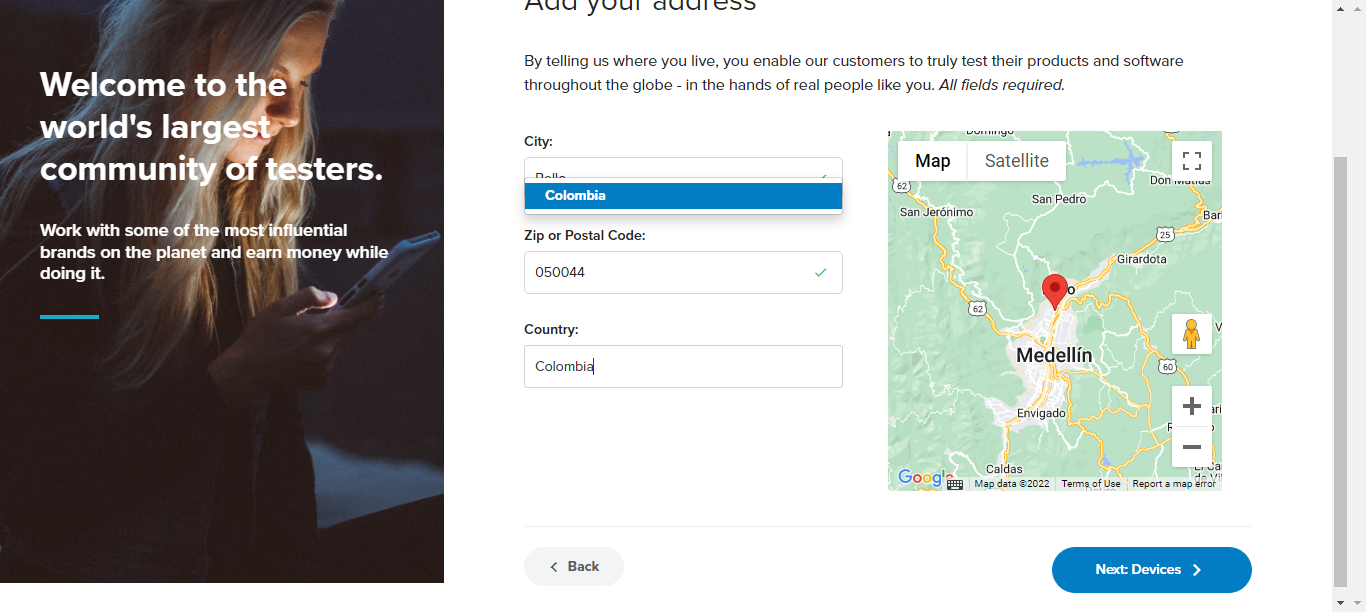 Add your address
Welcome to the
world's largest
community of testers.
Work with some of the most influential
brands on the planet and earn money while
doing it.
By telling us where you live, you enable our customers to truly test their products and software
throughout the globe - in the hands of real people like you. All fields required.
City:
Bello
Colombia
Zip or Postal Code:
050044
Country:
Colombia
Map
Satellite
Domingo
62
San Jerónimo
San Pedro
Don Matías
Bar
25
Girardota
62
Medellín
60
Envigado
Caldas
Google
Map data ©2022
Terms of Use
Report a map error
Back
Next: Devices